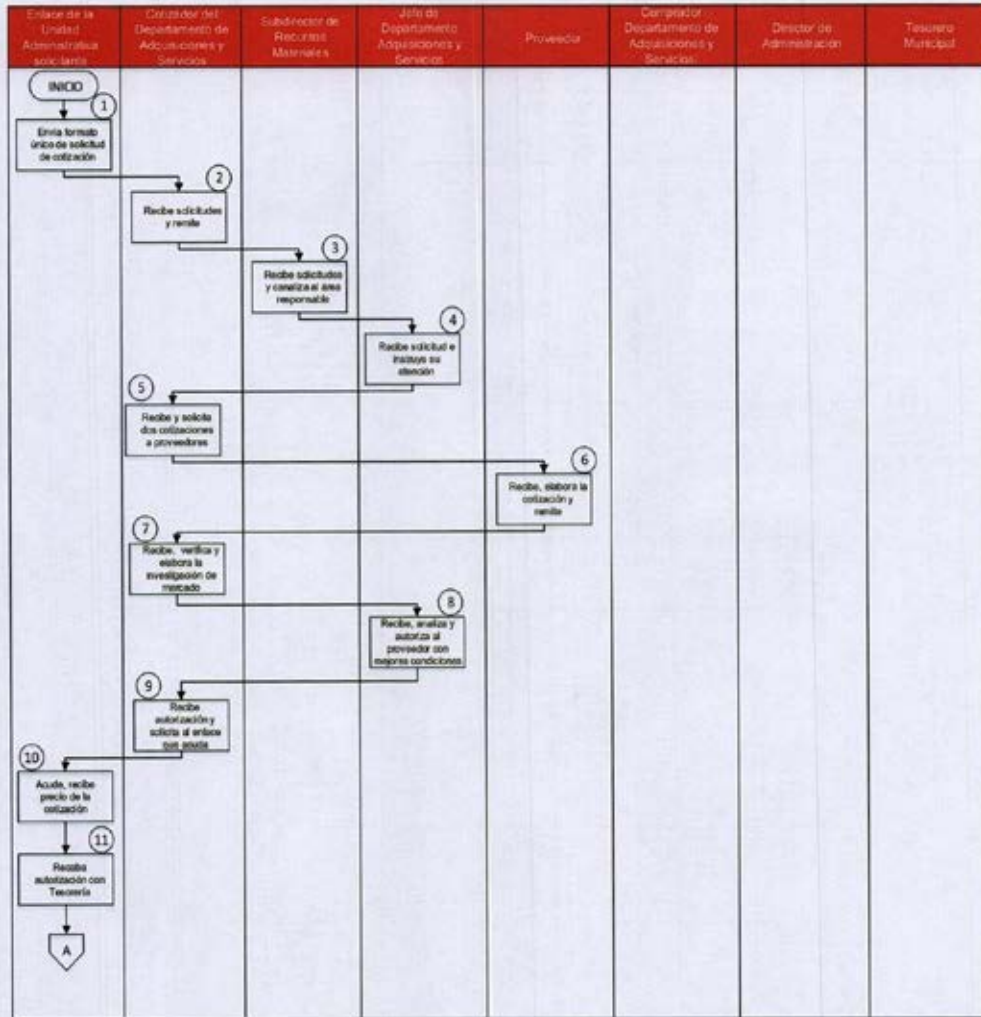 Enlace de la
Unidad
Administrativa
solicitante
Cotizador del
Departamento de
Adquisiciones y
Servicios
Subdirector de
Recursos
Materiales
Jefe de
Departamento
Adquisiciones y
Servicios
Proveedor
Comprador
Departamento de
Adquisiciones y
Servicios
Director de
Administración
Tesorero
Municipal
INICIO
1
Envía formato
único de solicitud
de cotización
2
Recibe solicitudes
y remite
3
Recibe solicitudes
y canaliza al área
responsable
4
Recibe solicitud e
instruye su
atención
5
Recibe y solicita
dos cotizaciones
a proveedores
6
Recibe, elabora la
cotización y
remite
7
Recibe, verifica y
elabora la
investigación de
mercado
8
Recibe, analiza y
autoriza al
proveedor con
mejores condiciones
9
Recibe
autorización y
solicita al enlace
que acuda
10
Acude, recibe
precio de la
cotización
11
Recaba
autorización con
Tesorería
A